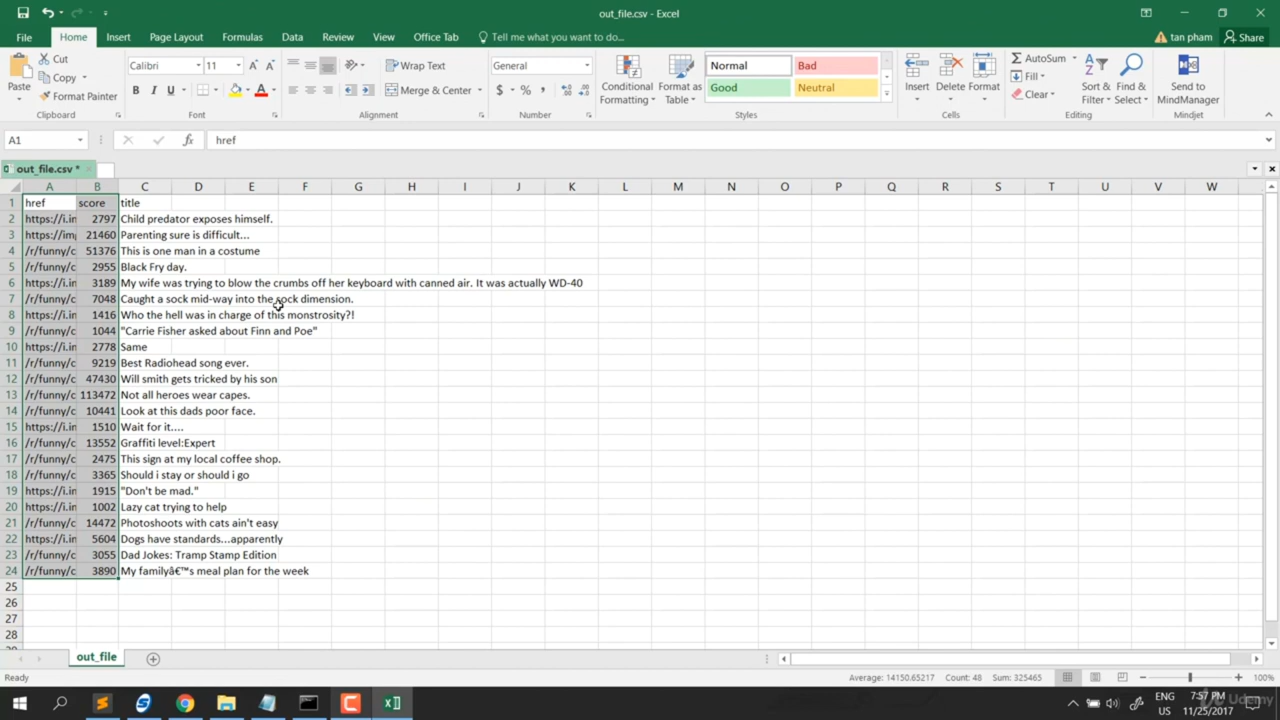 out_file.csv - Excel
File Home Insert Page Layout Formulas Data Review View Office Tab Tell me what you want to do... tan pham Share
Paste Cut Copy Format Painter Clipboard
Calibri 11 B I U Font
Wrap Text Merge & Center Alignment
General $ % , Number
Conditional Formatting Format as Table Normal Bad Good Neutral Styles
Insert Delete Format Cells
AutoSum Fill Clear Sort & Filter Find & Select Editing
Send to MindManager Mindjet
A1 fx href
out_file.csv *
A B C D E F G H I J K L M N O P Q R S T U V W
1 href score title
2 https://i.in 2797 Child predator exposes himself.
3 https://im 21460 Parenting sure is difficult...
4 /r/funny/c 51376 This is one man in a costume
5 /r/funny/c 2955 Black Fry day.
6 https://i.in 3189 My wife was trying to blow the crumbs off her keyboard with canned air. It was actually WD-40
7 /r/funny/c 7048 Caught a sock mid-way into the sock dimension.
8 https://i.in 1416 Who the hell was in charge of this monstrosity?!
9 /r/funny/c 1044 "Carrie Fisher asked about Finn and Poe"
10 https://i.in 2778 Same
11 /r/funny/c 9219 Best Radiohead song ever.
12 /r/funny/c 47430 Will smith gets tricked by his son
13 /r/funny/c 113472 Not all heroes wear capes.
14 /r/funny/c 10441 Look at this dads poor face.
15 https://i.in 1510 Wait for it....
16 /r/funny/c 13552 Graffiti level:Expert
17 /r/funny/c 2475 This sign at my local coffee shop.
18 /r/funny/c 3365 Should i stay or should i go
19 https://i.in 1915 "Don't be mad."
20 https://i.in 1002 Lazy cat trying to help
21 /r/funny/c 14472 Photoshoots with cats ain't easy
22 https://i.in 5604 Dogs have standards...apparently
23 /r/funny/c 3055 Dad Jokes: Tramp Stamp Edition
24 /r/funny/c 3890 My familyâ€™s meal plan for the week
25
26
27
28
out_file
Ready Average: 14150.65217 Count: 48 Sum: 325465 100%
ENG 7:57 PM
US 11/25/2017
Udemy